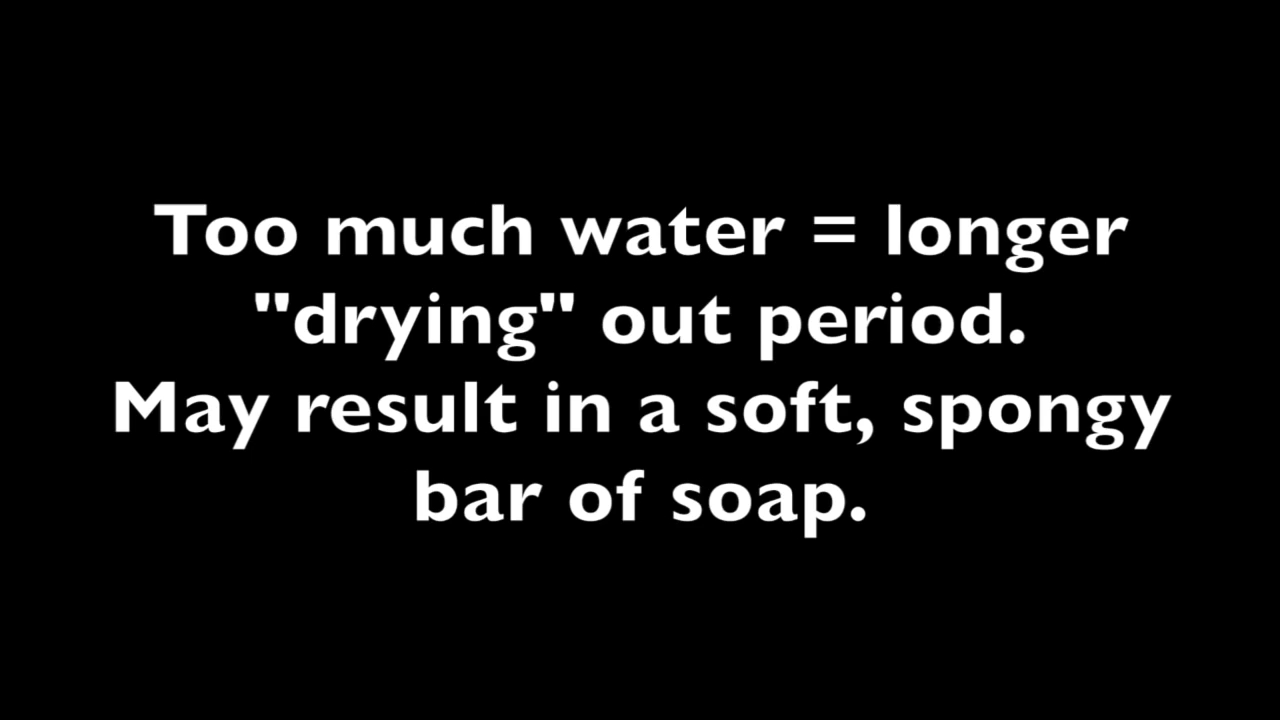 Too much water = longer
"drying" out period.
May result in a soft, spongy
bar of soap.